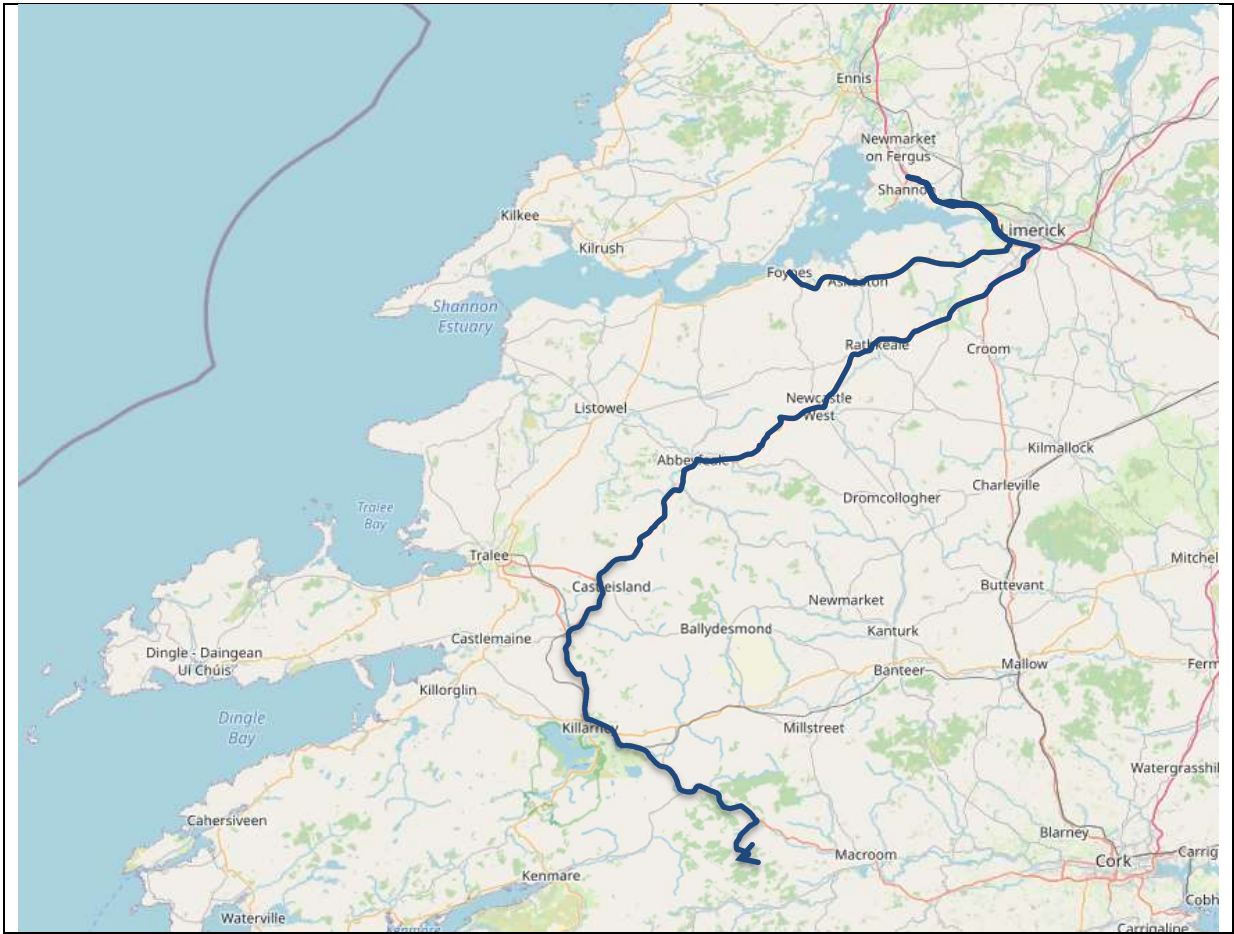 Ennis
Newmarket
on Fergus
Shannon
Kilkee
Limerick
Kilrush
Foynes
Askeaton
Shannon
Estuary
Rathkeale
Croom
Newcastle
West
Listowel
Kilmallock
Abbeyfeale
Charleville
Dromcollogher
Tralee
Bay
Tralee
Mitchel
Castleisland
Buttevant
Newmarket
Ballydesmond
Kanturk
Castlemaine
Dingle - Daingean
Uí Chúis
Mallow
Ferm
Banteer
Killorglin
Dingle
Bay
Killarney
Millstreet
Watergrasshil
Cahersiveen
Blarney
Macroom
Cork
Carrig
Kenmare
Cobh
Waterville
Kenmare
Carrigaline